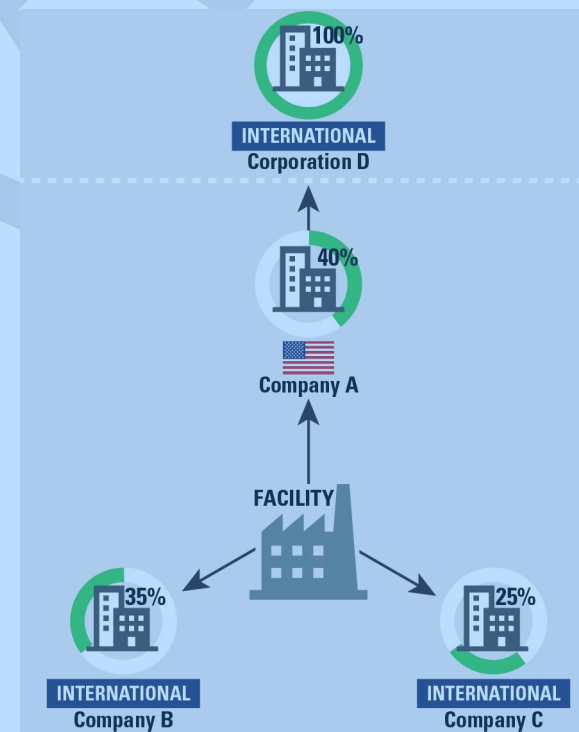 100%
INTERNATIONAL
Corporation D
40%
Company A
FACILITY
35%
INTERNATIONAL
Company B
25%
INTERNATIONAL
Company C